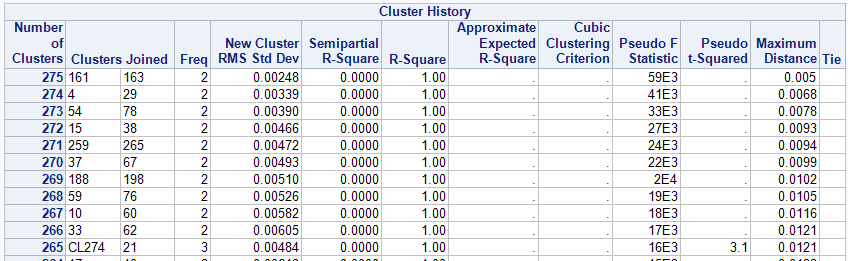 Cluster History
Number of Clusters Clusters Joined Freq New Cluster RMS Std Dev Semipartial R-Square R-Square Approximate Expected R-Square Cubic Clustering Criterion Pseudo F Statistic Pseudo t-Squared Maximum Distance Tie
275 161 163 2 0.00248 0.0000 1.00 . . 59E3 . 0.005
274 4 29 2 0.00339 0.0000 1.00 . . 41E3 . 0.0068
273 54 78 2 0.00390 0.0000 1.00 . . 33E3 . 0.0078
272 15 38 2 0.00466 0.0000 1.00 . . 27E3 . 0.0093
271 259 265 2 0.00472 0.0000 1.00 . . 24E3 . 0.0094
270 37 67 2 0.00493 0.0000 1.00 . . 22E3 . 0.0099
269 188 198 2 0.00510 0.0000 1.00 . . 2E4 . 0.0102
268 59 76 2 0.00526 0.0000 1.00 . . 19E3 . 0.0105
267 10 60 2 0.00582 0.0000 1.00 . . 18E3 . 0.0116
266 33 62 2 0.00605 0.0000 1.00 . . 17E3 . 0.0121
265 CL274 21 3 0.00484 0.0000 1.00 . . 16E3 3.1 0.0121